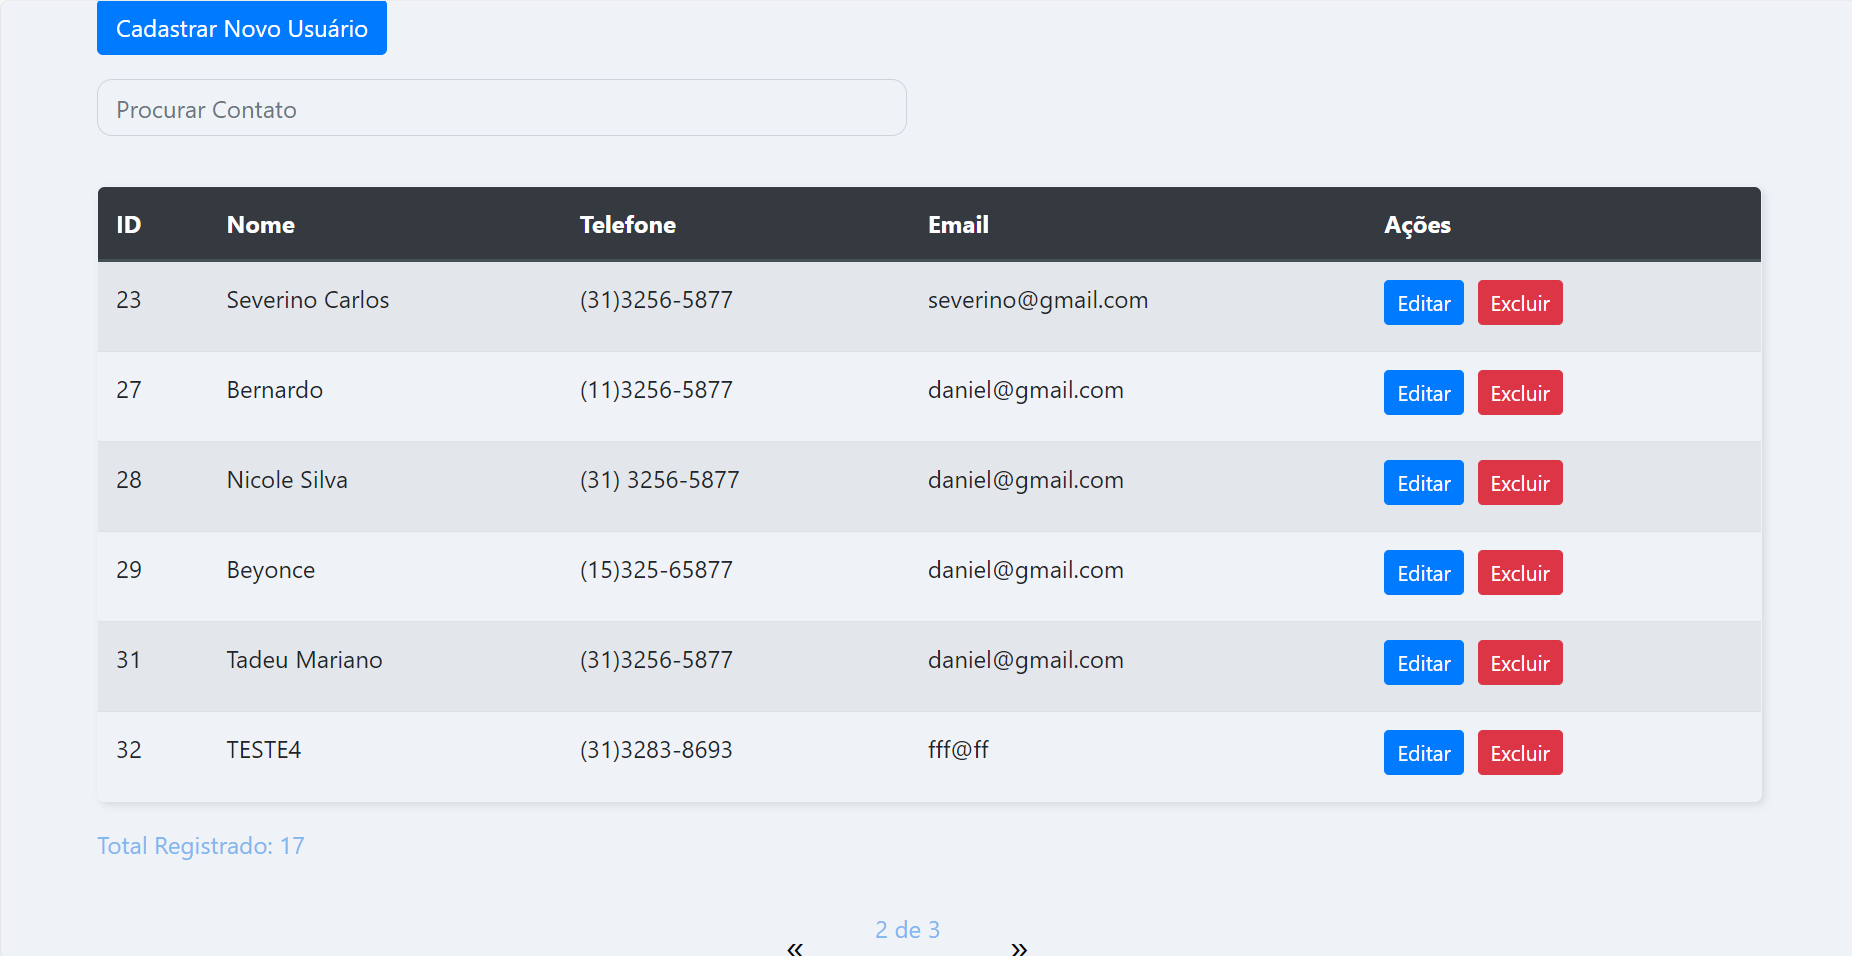 Cadastrar Novo Usuário
Procurar Contato
ID Nome Telefone Email Ações
23 Severino Carlos (31)3256-5877 severino@gmail.com Editar Excluir
27 Bernardo (11)3256-5877 daniel@gmail.com Editar Excluir
28 Nicole Silva (31) 3256-5877 daniel@gmail.com Editar Excluir
29 Beyonce (15)325-65877 daniel@gmail.com Editar Excluir
31 Tadeu Mariano (31)3256-5877 daniel@gmail.com Editar Excluir
32 TESTE4 (31)3283-8693 fff@ff Editar Excluir
Total Registrado: 17
2 de 3
« »